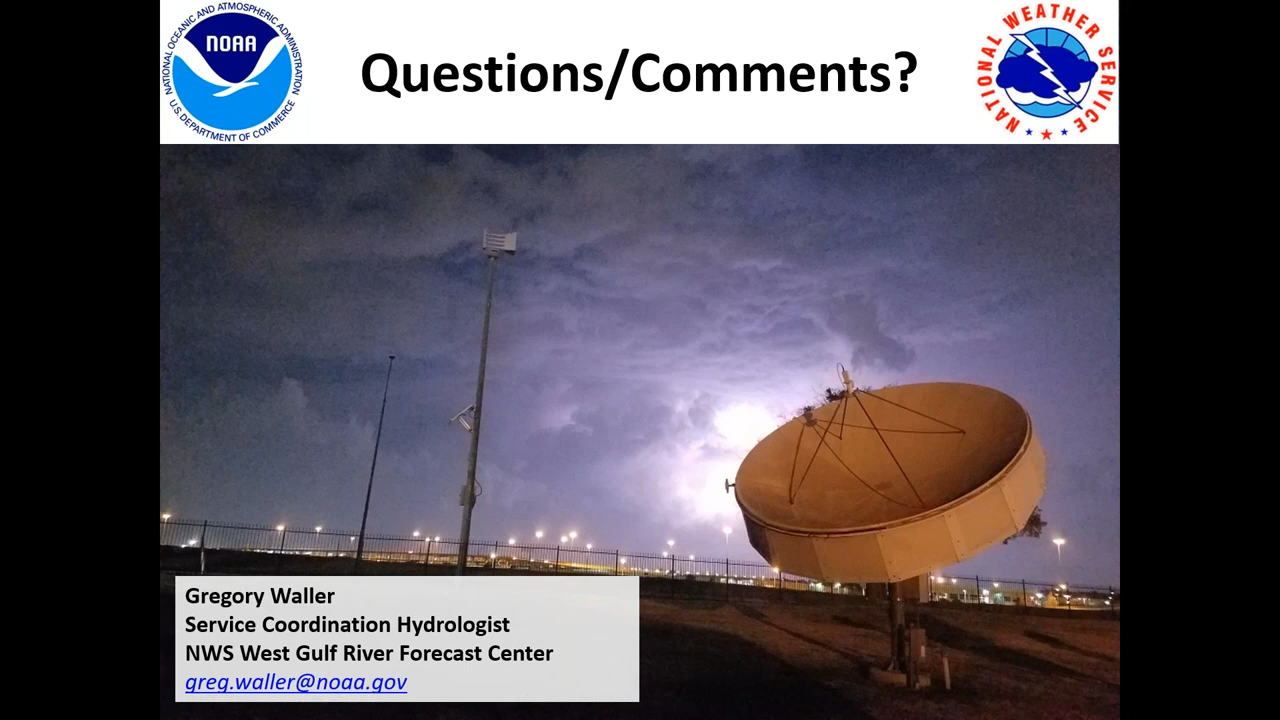 NATIONAL OCEANIC AND ATMOSPHERIC ADMINISTRATION
U.S. DEPARTMENT OF COMMERCE
NOAA
Questions/Comments?
NATIONAL WEATHER SERVICE
Gregory Waller
Service Coordination Hydrologist
NWS West Gulf River Forecast Center
greg.waller@noaa.gov